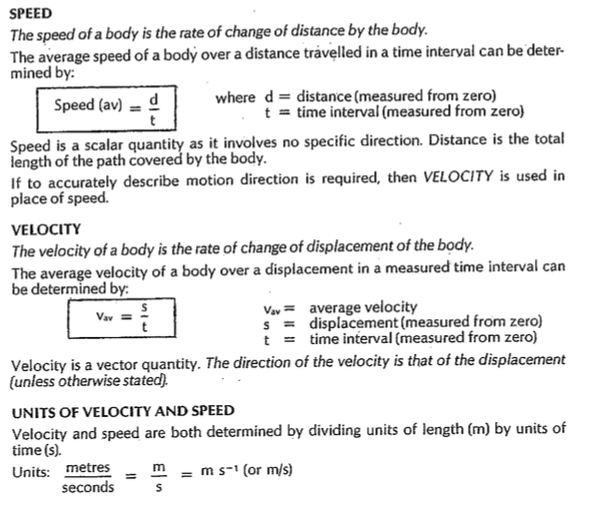 SPEED
The speed of a body is the rate of change of distance by the body.
The average speed of a body over a distance travelled in a time interval can be deter-
mined by:
Speed (av) = d/t
where d = distance (measured from zero)
t = time interval (measured from zero)
Speed is a scalar quantity as it involves no specific direction. Distance is the total
length of the path covered by the body.
If to accurately describe motion direction is required, then VELOCITY is used in
place of speed.
VELOCITY
The velocity of a body is the rate of change of displacement of the body.
The average velocity of a body over a displacement in a measured time interval can
be determined by:
Vav = s/t
Vav = average velocity
s = displacement (measured from zero)
t = time interval (measured from zero)
Velocity is a vector quantity. The direction of the velocity is that of the displacement
(unless otherwise stated).
UNITS OF VELOCITY AND SPEED
Velocity and speed are both determined by dividing units of length (m) by units of
time (s).
Units: metres/seconds = m/s = m s⁻¹ (or m/s)